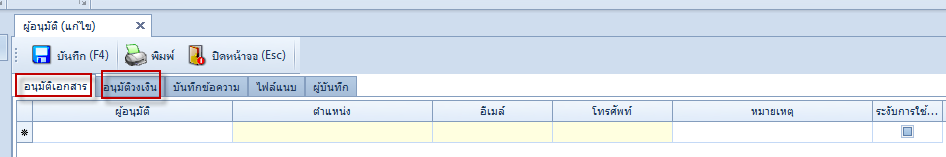 ผู้อนุมัติ (แก้ไข)
บันทึก (F4) พิมพ์ ปิดหน้าจอ (Esc)
อนุมัติเอกสาร อนุมัติวงเงิน บันทึกข้อความ ไฟล์แนบ ผู้บันทึก
ผู้อนุมัติ ตำแหน่ง อีเมล์ โทรศัพท์ หมายเหตุ ระงับการใช้...